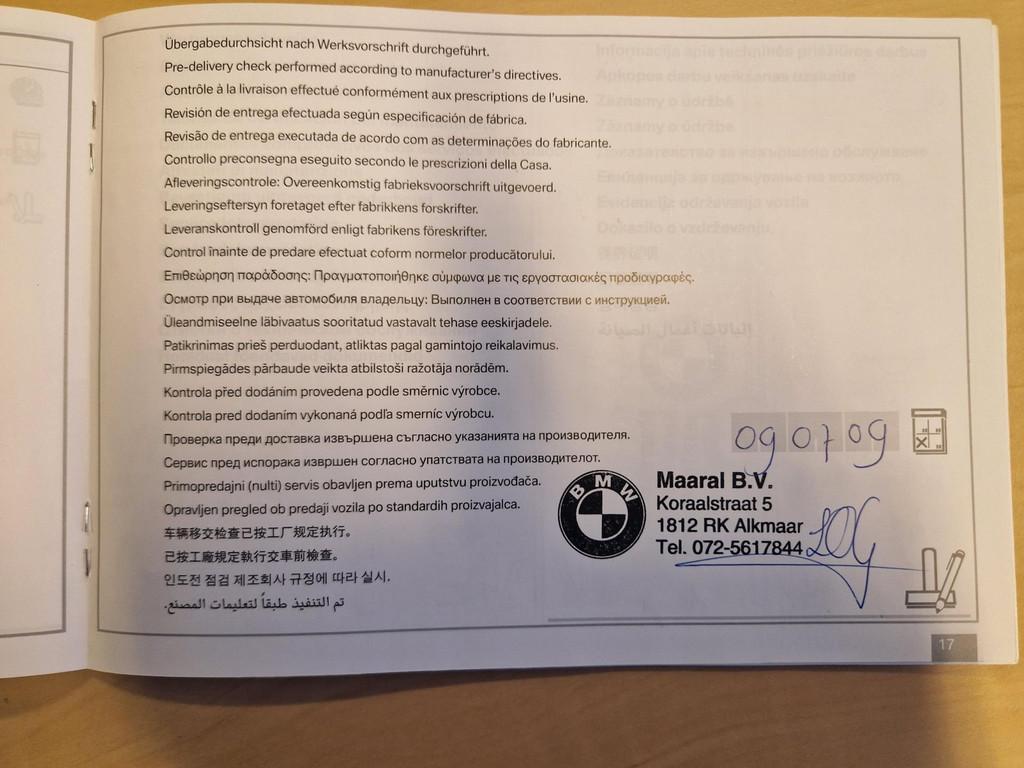 Übergabedurchsicht nach Werksvorschrift durchgeführt.
Pre-delivery check performed according to manufacturer's directives.
Contrôle à la livraison effectué conformément aux prescriptions de l'usine.
Revisión de entrega efectuada según especificación de fábrica.
Revisão de entrega executada de acordo com as determinações do fabricante.
Controllo preconsegna eseguito secondo le prescrizioni della Casa.
Afleveringscontrole: Overeenkomstig fabrieksvoorschrift uitgevoerd.
Leveringseftersyn foretaget efter fabrikkens forskrifter.
Leveranskontroll genomförd enligt fabrikens föreskrifter.
Control înainte de predare efectuat coform normelor producătorului.
Επιθεώρηση παράδοσης: Πραγματοποιήθηκε σύμφωνα με τις εργοστασιακές προδιαγραφές.
Осмотр при выдаче автомобиля владельцу: Выполнен в соответствии с инструкцией.
Üleandmiseelne läbivaatus sooritatud vastavalt tehase eeskirjadele.
Patikrinimas prieš perduodant, atliktas pagal gamintojo reikalavimus.
Pirmspiegādes pārbaude veikta atbilstoši ražotāja norādēm.
Kontrola před dodáním provedena podle směrnic výrobce.
Kontrola pred dodaním vykonaná podľa smerníc výrobcu.
Проверка преди доставка извършена съгласно указанията на производителя.
Сервис пред испорака извршен согласно упатствата на производителот.
Primopredajni (nulti) servis obavljen prema uputstvu proizvođača.
Opravljen pregled ob predaji vozila po standardih proizvajalca.
车辆移交检查已按工厂规定执行。
已按工廠規定執行交車前檢查。
인도전 점검 제조회사 규정에 따라 실시.
تم التنفيذ طبقاً لتعليمات المصنع.
09 07 09
BMW
Maaral B.V.
Koraalstraat 5
1812 RK Alkmaar
Tel. 072-5617844
17